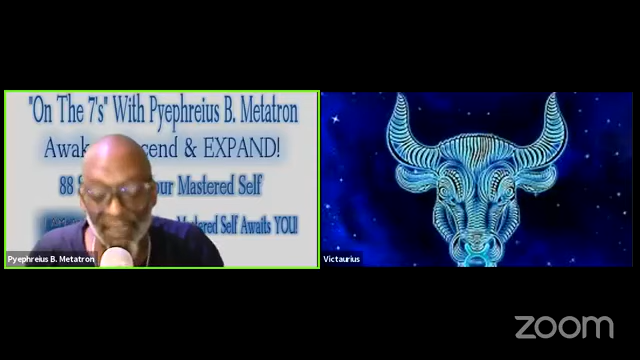 "On The 7's" With Pyephreius B. Metatron
Awak cend & EXPAND!
88 S our Mastered Self
Mastered Self Awaits YOU!
Pyephreius B. Metatron
Victaurius
zoom